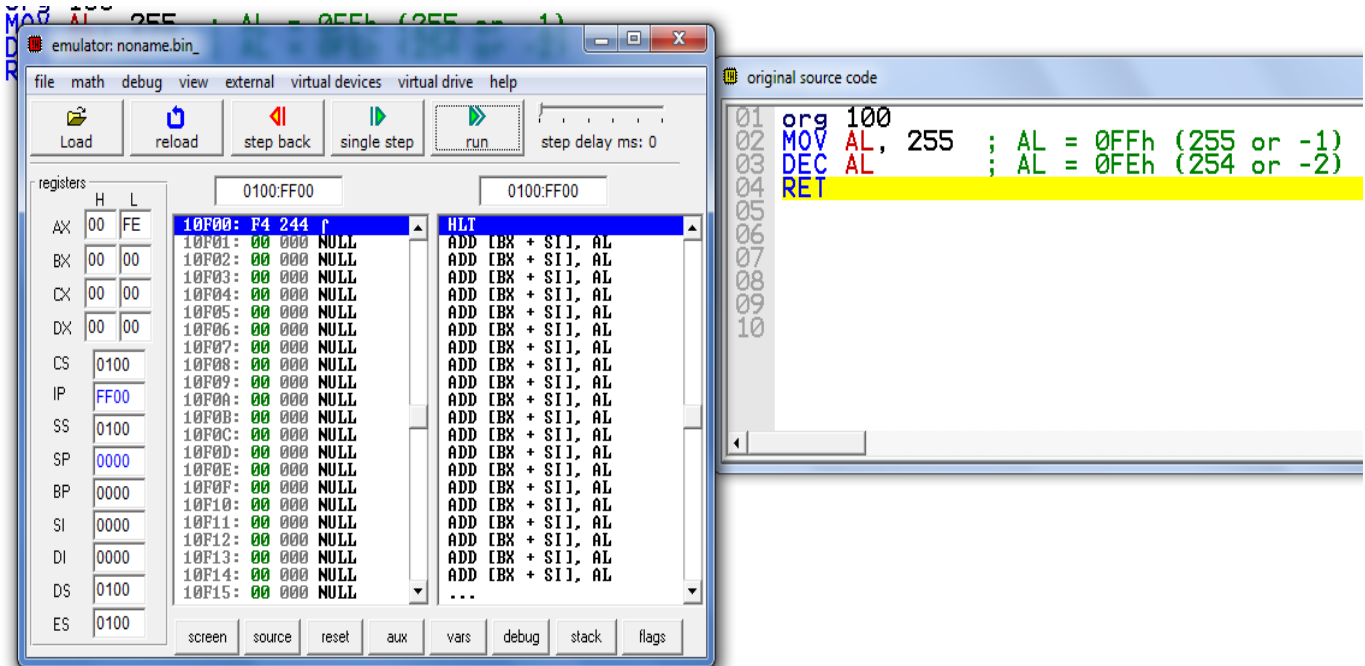 MOV AL, 255 ; AL = 0FFh (255 or -1)
emulator: noname.bin_
file math debug view external virtual devices virtual drive help
Load reload step back single step run step delay ms: 0
registers
H L
AX 00 FE
BX 00 00
CX 00 00
DX 00 00
CS 0100
IP FF00
SS 0100
SP 0000
BP 0000
SI 0000
DI 0000
DS 0100
ES 0100
0100:FF00 0100:FF00
10F00: F4 244 HLT
10F01: 00 000 NULL ADD [BX + SI], AL
10F02: 00 000 NULL ADD [BX + SI], AL
10F03: 00 000 NULL ADD [BX + SI], AL
10F04: 00 000 NULL ADD [BX + SI], AL
10F05: 00 000 NULL ADD [BX + SI], AL
10F06: 00 000 NULL ADD [BX + SI], AL
10F07: 00 000 NULL ADD [BX + SI], AL
10F08: 00 000 NULL ADD [BX + SI], AL
10F09: 00 000 NULL ADD [BX + SI], AL
10F0A: 00 000 NULL ADD [BX + SI], AL
10F0B: 00 000 NULL ADD [BX + SI], AL
10F0C: 00 000 NULL ADD [BX + SI], AL
10F0D: 00 000 NULL ADD [BX + SI], AL
10F0E: 00 000 NULL ADD [BX + SI], AL
10F0F: 00 000 NULL ADD [BX + SI], AL
10F10: 00 000 NULL ADD [BX + SI], AL
10F11: 00 000 NULL ADD [BX + SI], AL
10F12: 00 000 NULL ADD [BX + SI], AL
10F13: 00 000 NULL ADD [BX + SI], AL
10F14: 00 000 NULL ADD [BX + SI], AL
10F15: 00 000 NULL ...
screen source reset aux vars debug stack flags
original source code
01 org 100
02 MOV AL, 255 ; AL = 0FFh (255 or -1)
03 DEC AL ; AL = 0FEh (254 or -2)
04 RET
05
06
07
08
09
10